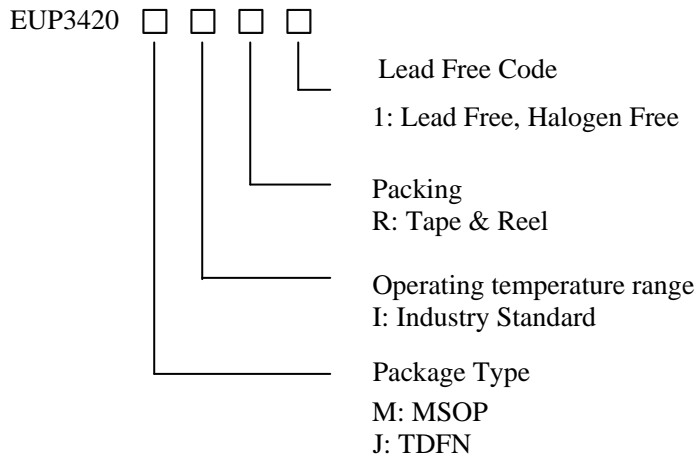 EUP3420
Lead Free Code
1: Lead Free, Halogen Free
Packing
R: Tape & Reel
Operating temperature range
I: Industry Standard
Package Type
M: MSOP
J: TDFN